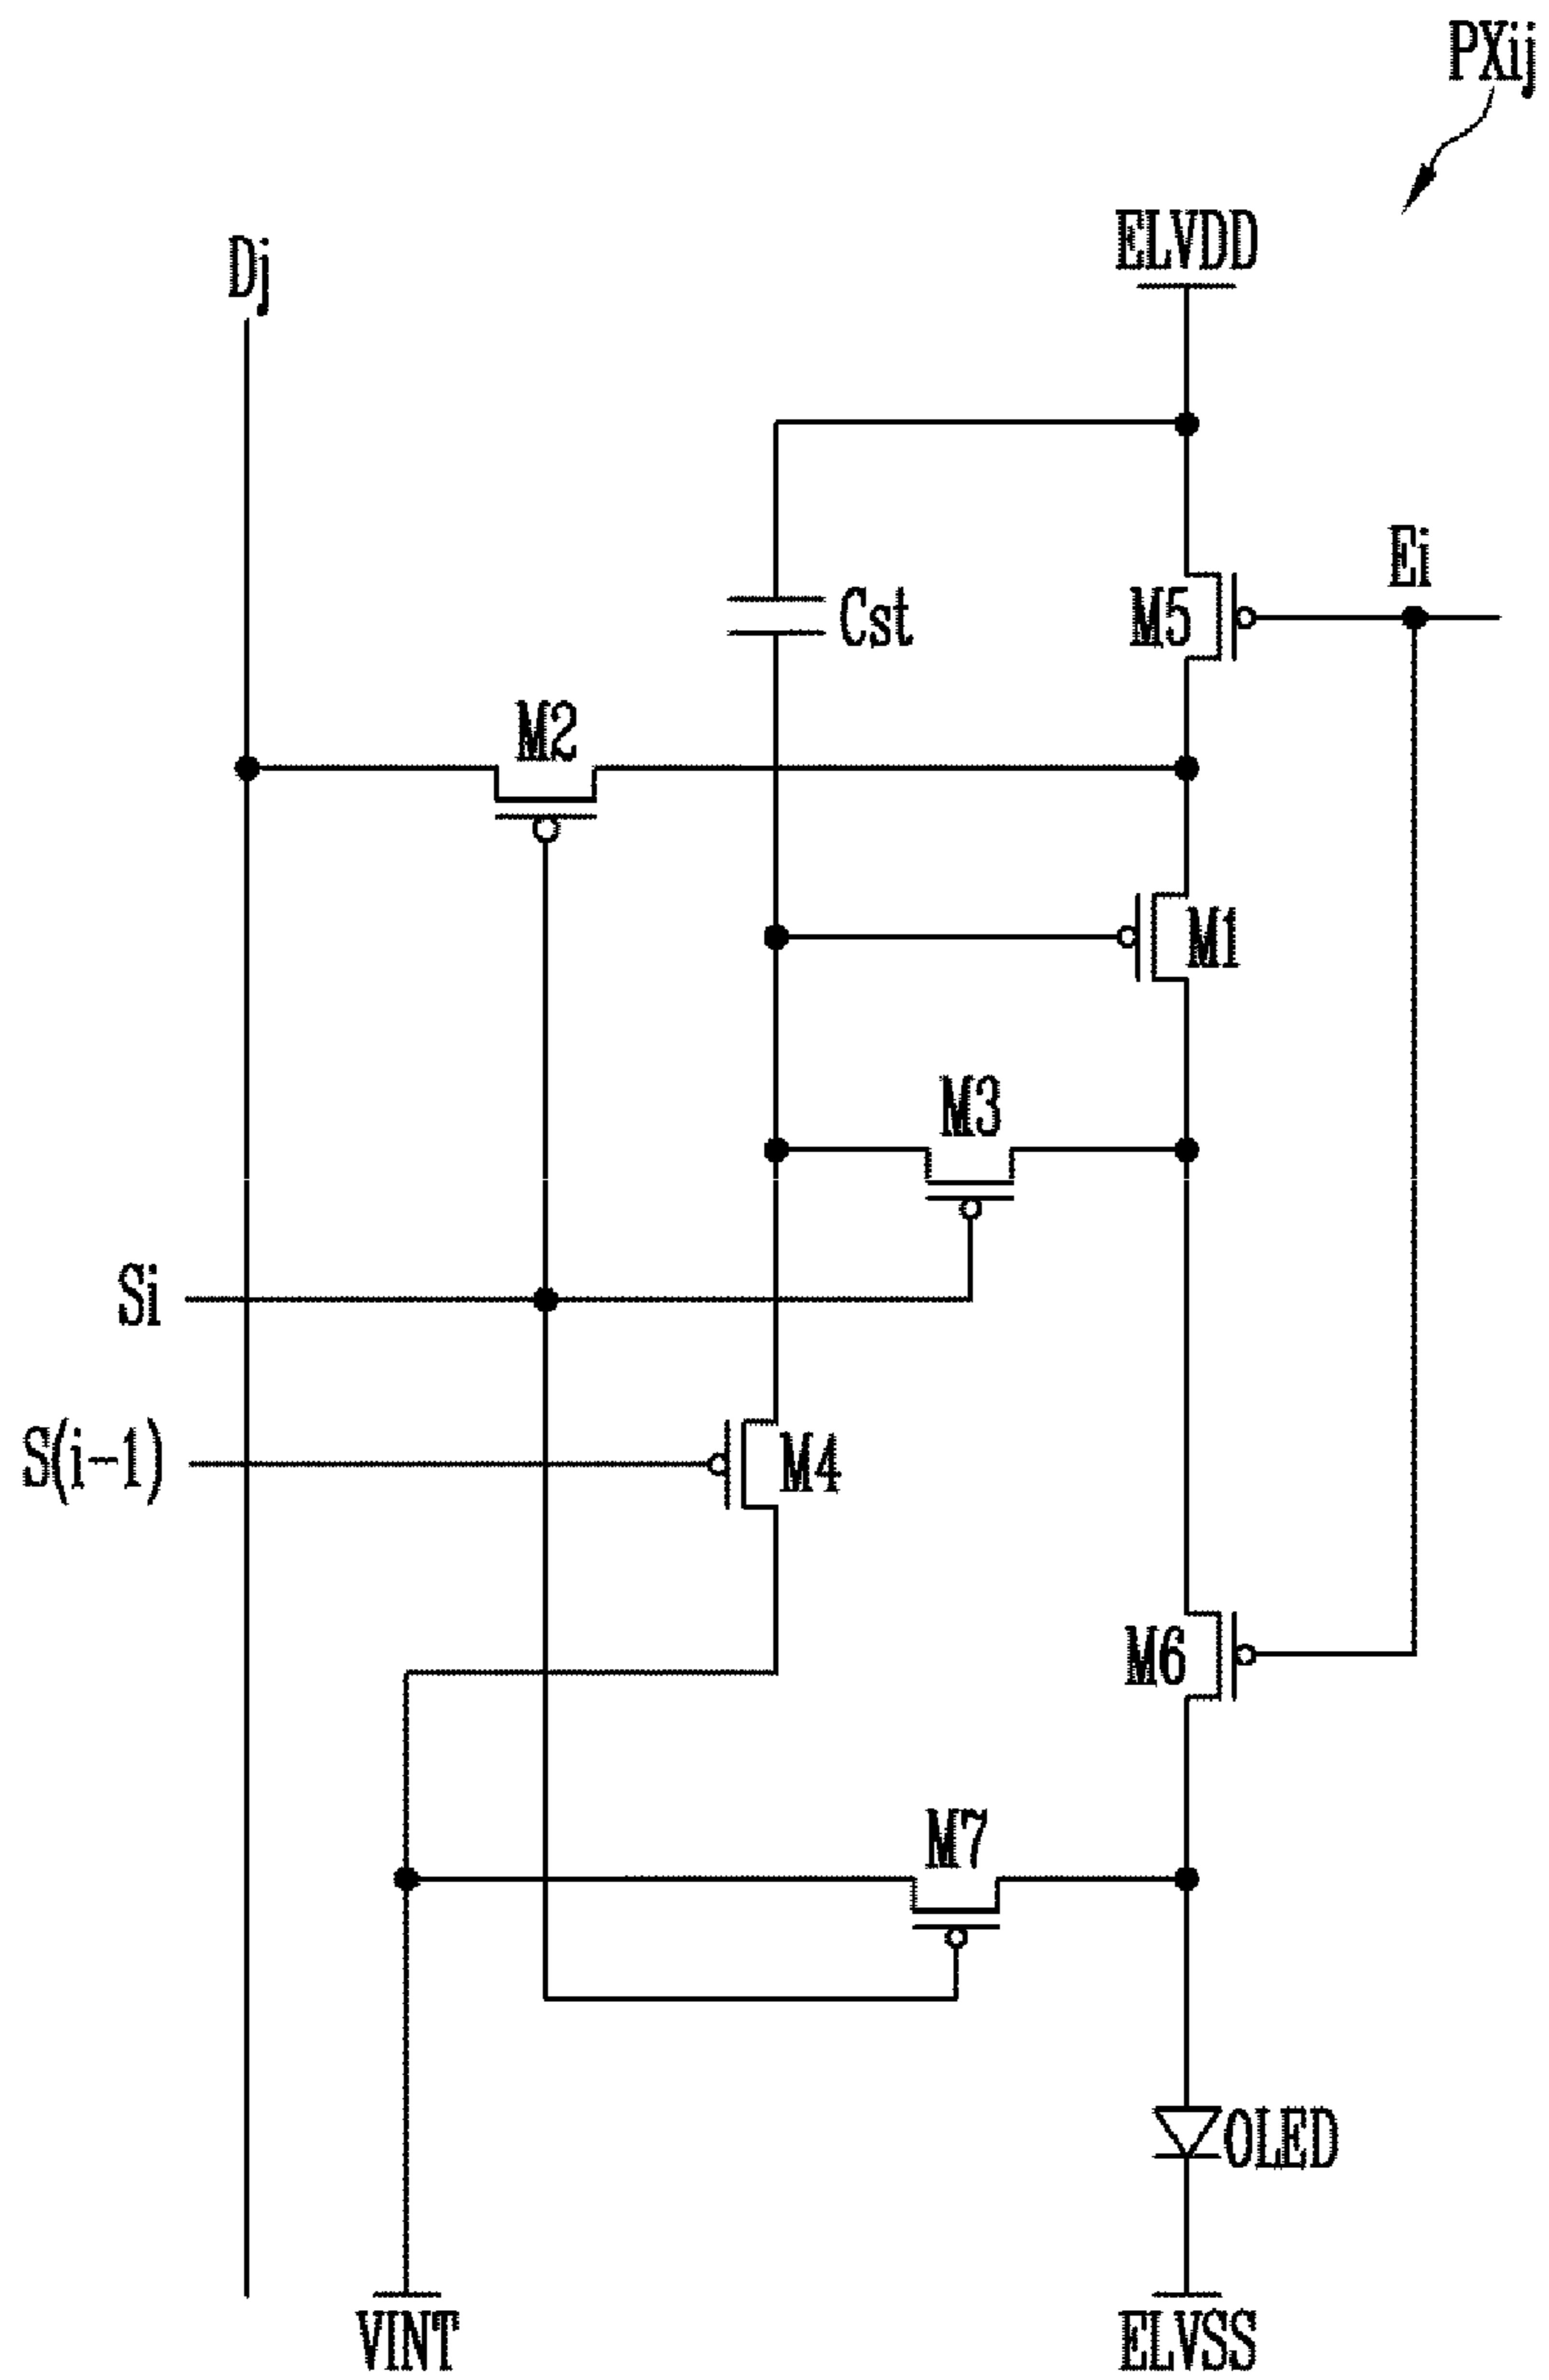 PXij
ELVDD
Dj
Ei
Cst
M5
M2
M1
M3
Si
S(i-1)
M4
M6
M7
OLED
VINT
ELVSS